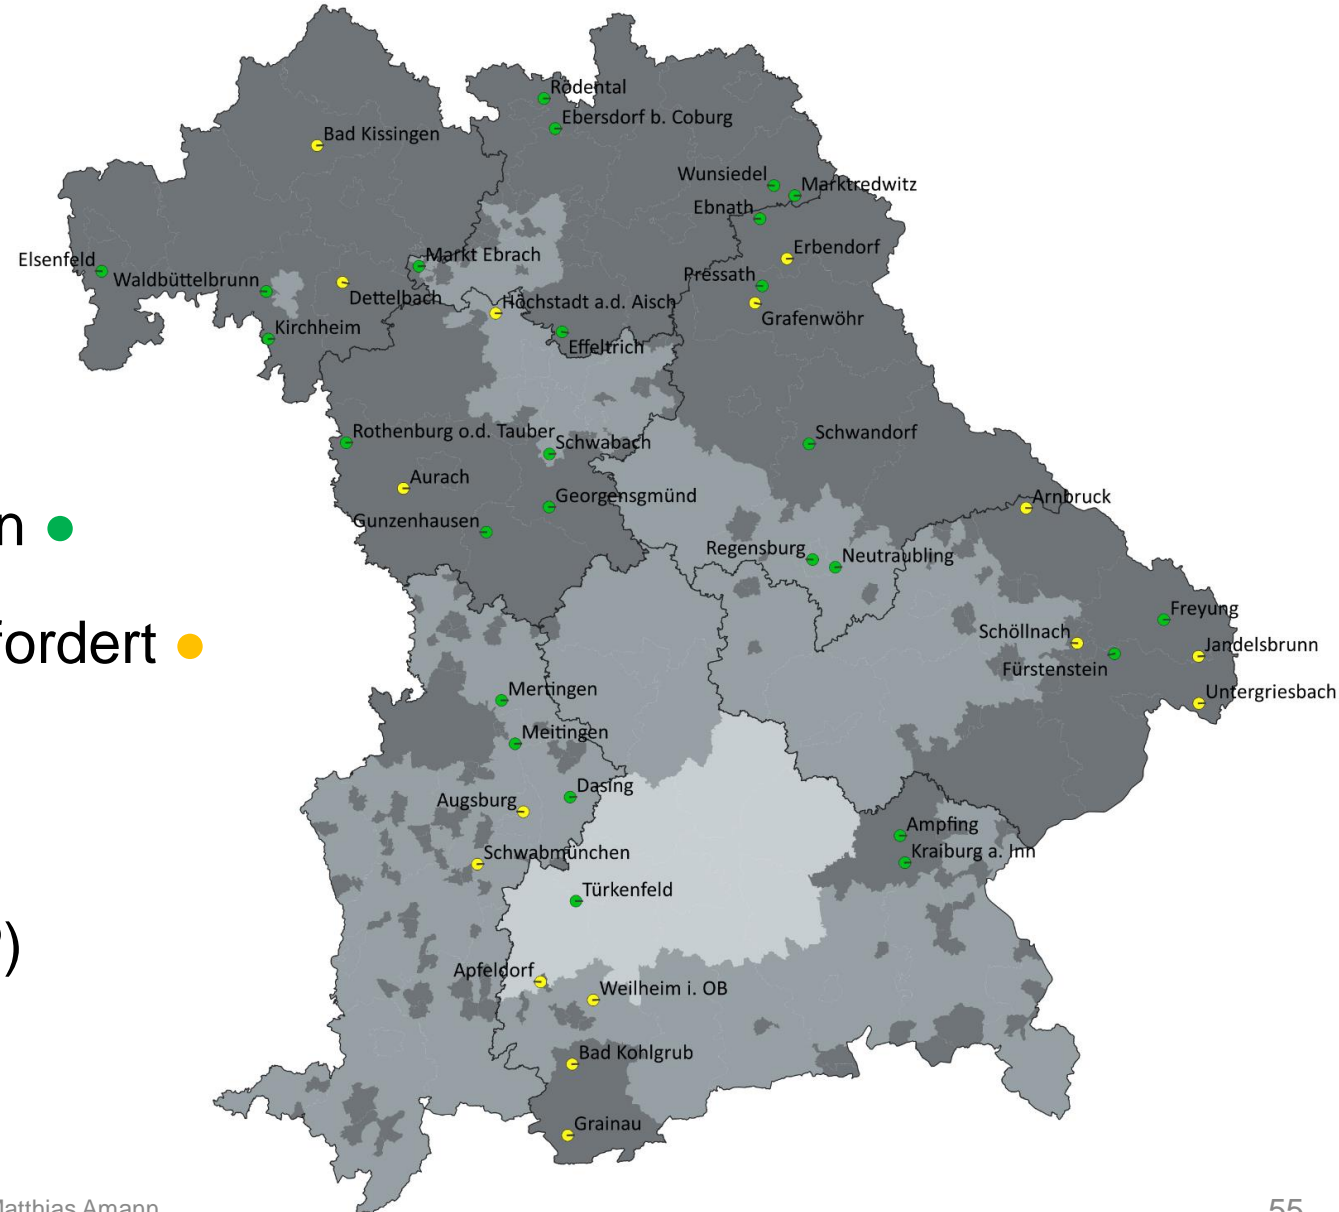 Rödental
Ebersdorf b. Coburg
Bad Kissingen
Wunsiedel
Marktredwitz
Ebnath
Erbendorf
Markt Ebrach
Elsenfeld
Waldbüttelbrunn
Pressath
Dettelbach
Höchstadt a.d. Aisch
Grafenwöhr
Kirchheim
Effeltrich
Rothenburg o.d. Tauber
Schwabach
Schwandorf
Aurach
Georgensgmünd
Arnbruck
Gunzenhausen
n
Regensburg
Neutraubling
Freyung
Schöllnach
fordert
Jandelsbrunn
Fürstenstein
Mertingen
Untergriesbach
Meitingen
Dasing
Augsburg
Ampfing
Schwabmünchen
Kraiburg a. Inn
Türkenfeld
)
Apfeldorf
Weilheim i. OB
Bad Kohlgrub
Grainau
Matthias Amann
55